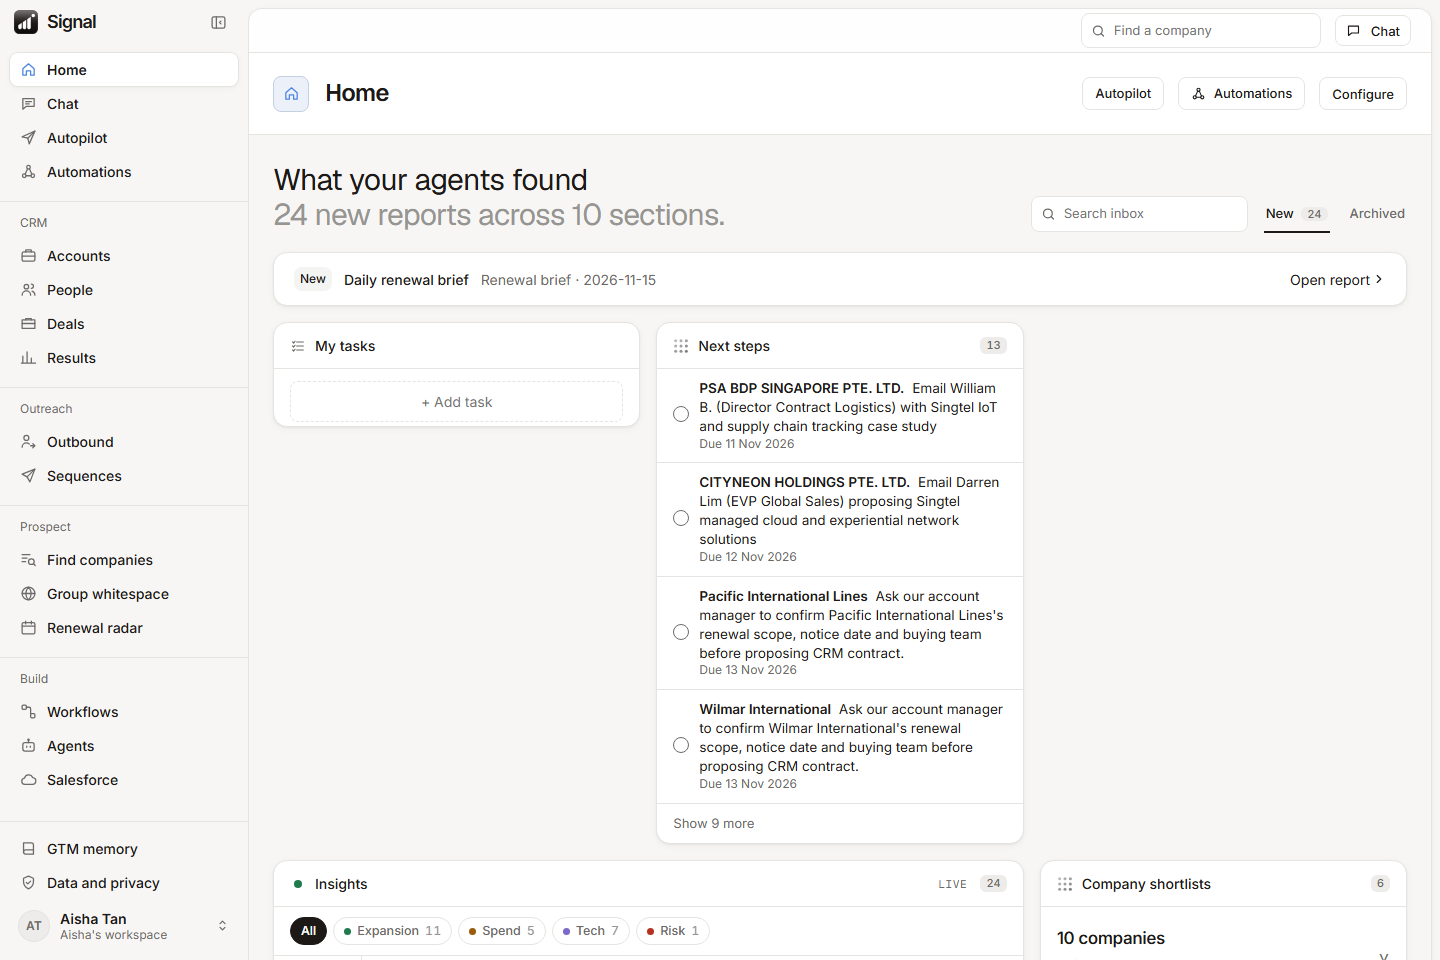 Signal
Home
Chat
Autopilot
Automations
CRM
Accounts
People
Deals
Results
Outreach
Outbound
Sequences
Prospect
Find companies
Group whitespace
Renewal radar
Build
Workflows
Agents
Salesforce
GTM memory
Data and privacy
AT
Aisha Tan
Aisha's workspace
Find a company
Chat
Home
Autopilot
Automations
Configure
What your agents found
24 new reports across 10 sections.
Search inbox
New 24
Archived
New Daily renewal brief Renewal brief · 2026-11-15
Open report
My tasks
+ Add task
Next steps
13
PSA BDP SINGAPORE PTE. LTD. Email William
B. (Director Contract Logistics) with Singtel IoT
and supply chain tracking case study
Due 11 Nov 2026
CITYNEON HOLDINGS PTE. LTD. Email Darren
Lim (EVP Global Sales) proposing Singtel
managed cloud and experiential network
solutions
Due 12 Nov 2026
Pacific International Lines Ask our account
manager to confirm Pacific International Lines's
renewal scope, notice date and buying team
before proposing CRM contract.
Due 13 Nov 2026
Wilmar International Ask our account manager
to confirm Wilmar International's renewal
scope, notice date and buying team before
proposing CRM contract.
Due 13 Nov 2026
Show 9 more
Insights
LIVE 24
All
Expansion 11
Spend 5
Tech 7
Risk 1
Company shortlists
6
10 companies